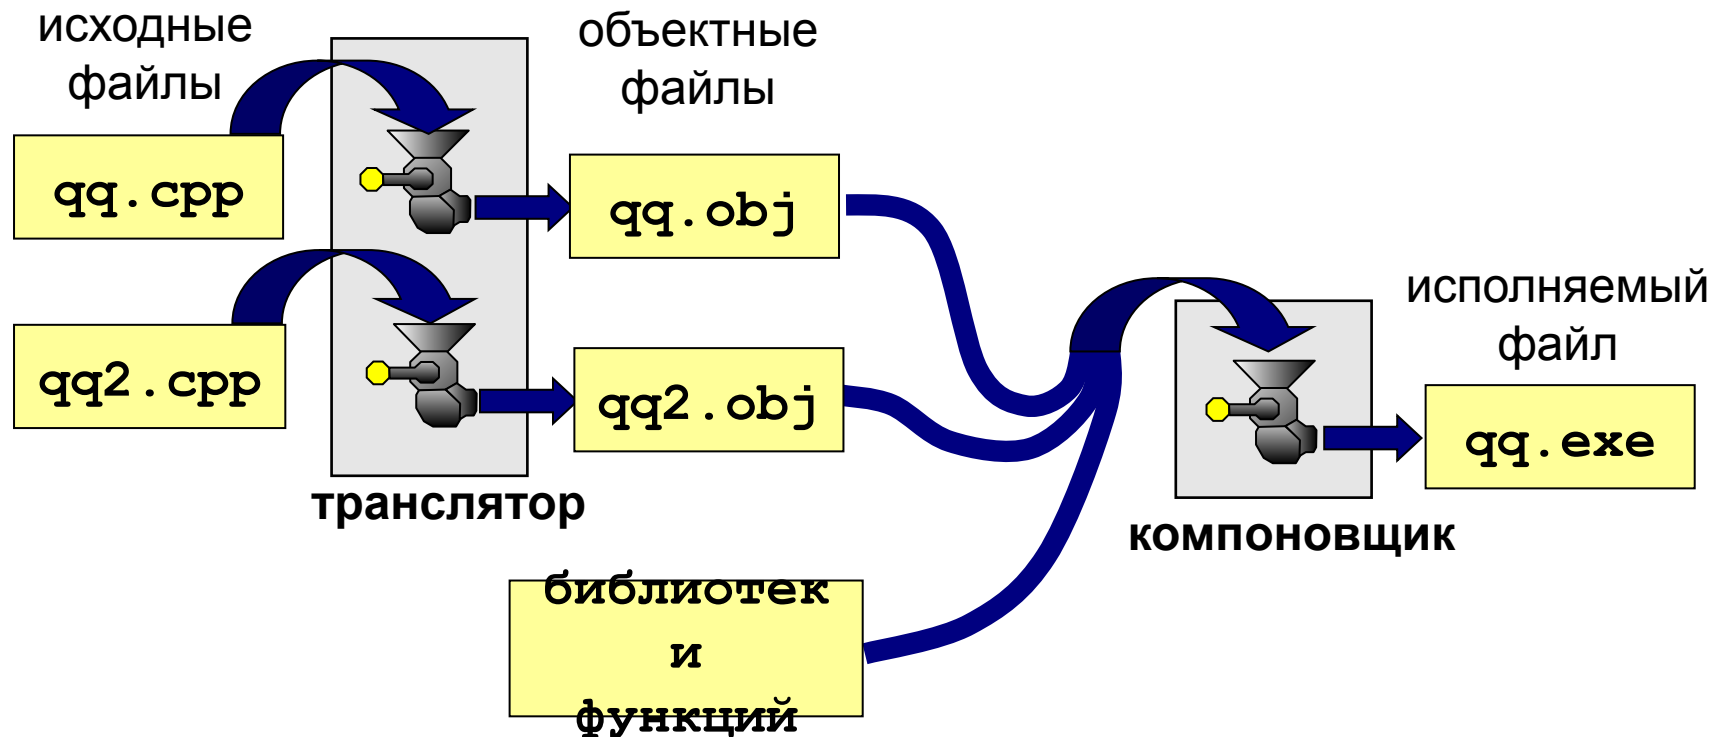 исходные
файлы
объектные
файлы
qq.cpp
qq.obj
qq2.cpp
qq2.obj
исполняемый
файл
qq.exe
транслятор
компоновщик
библиотек
и
функций